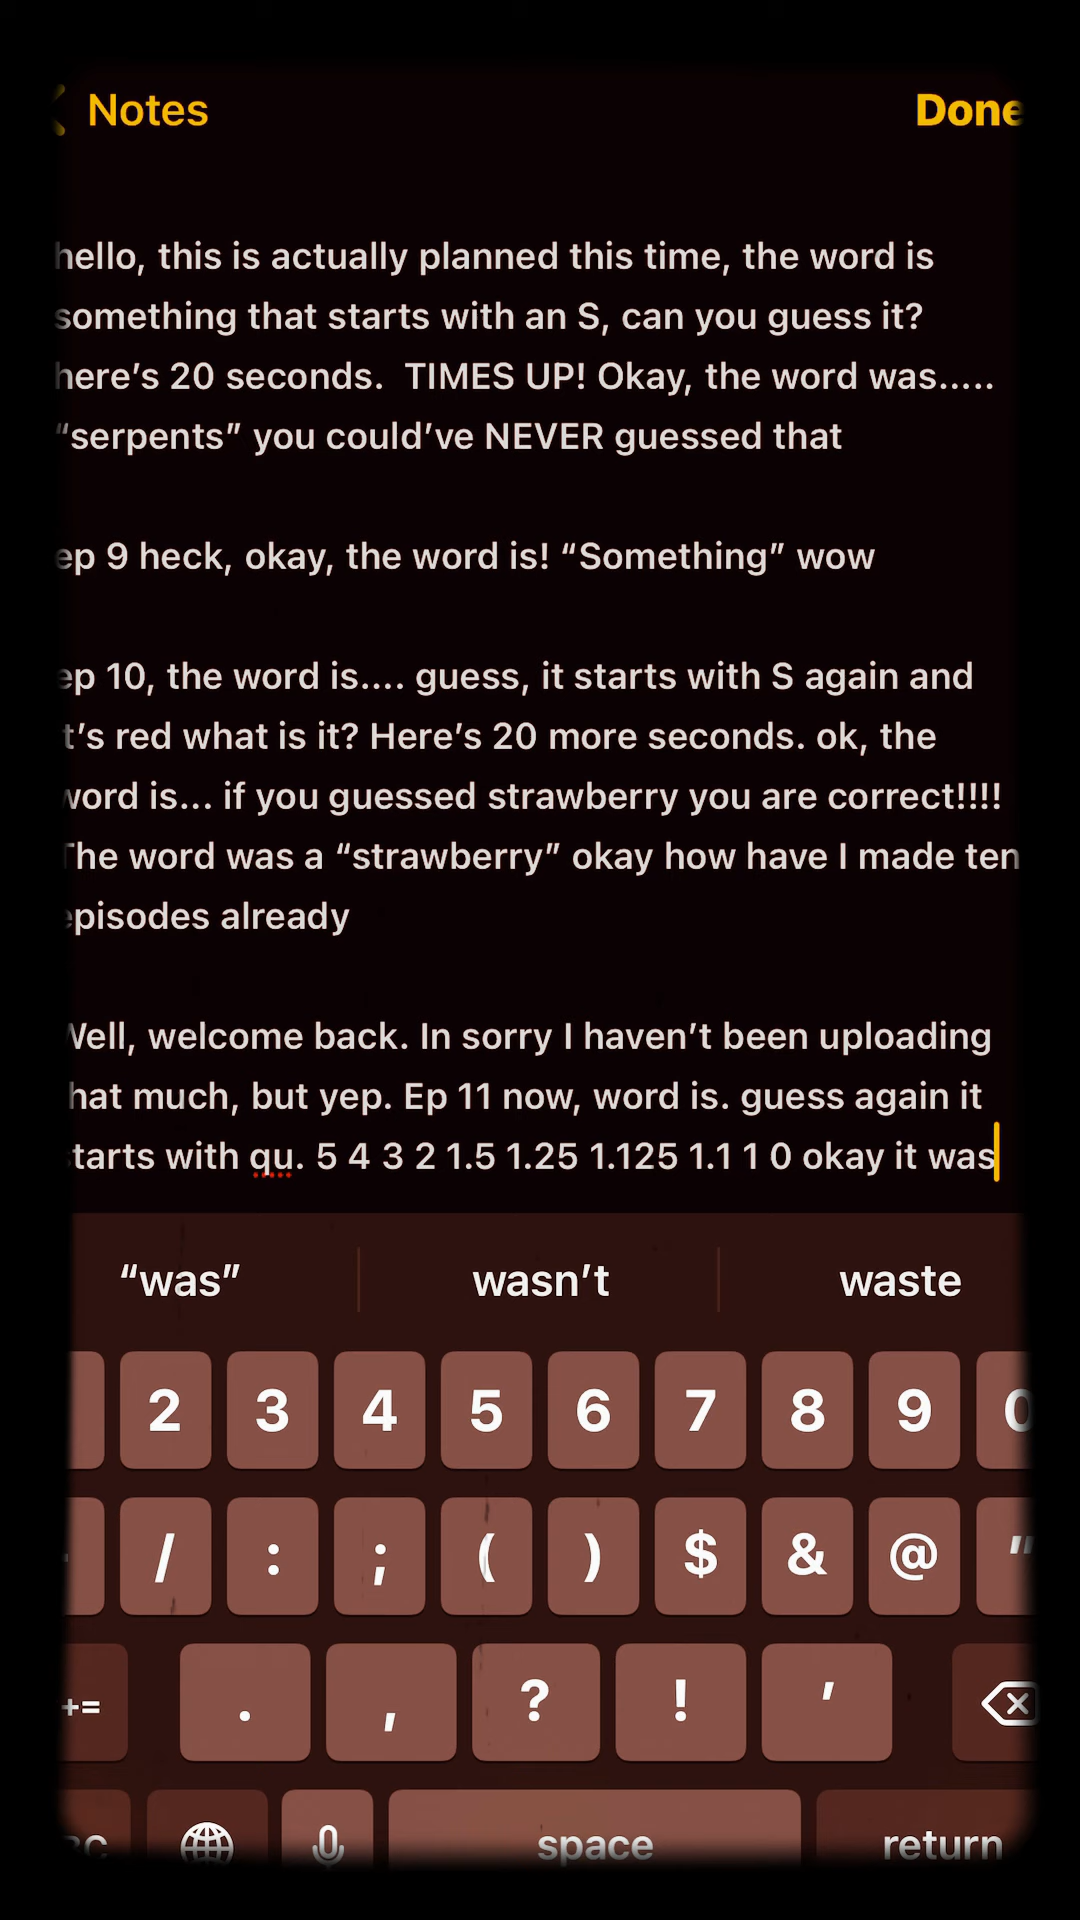 Notes
Done
hello, this is actually planned this time, the word is
something that starts with an S, can you guess it?
here’s 20 seconds.  TIMES UP! Okay, the word was.....
“serpents” you could’ve NEVER guessed that
ep 9 heck, okay, the word is! “Something” wow
ep 10, the word is.... guess, it starts with S again and
t’s red what is it? Here’s 20 more seconds. ok, the
word is... if you guessed strawberry you are correct!!!!
The word was a “strawberry” okay how have I made ten
episodes already
Well, welcome back. In sorry I haven’t been uploading
hat much, but yep. Ep 11 now, word is. guess again it
starts with qu. 5 4 3 2 1.5 1.25 1.125 1.1 1 0 okay it was
“was” wasn’t waste
2 3 4 5 6 7 8 9 0
/ : ; ( ) $ & @ "
+= . , ? ! ’
BC space return